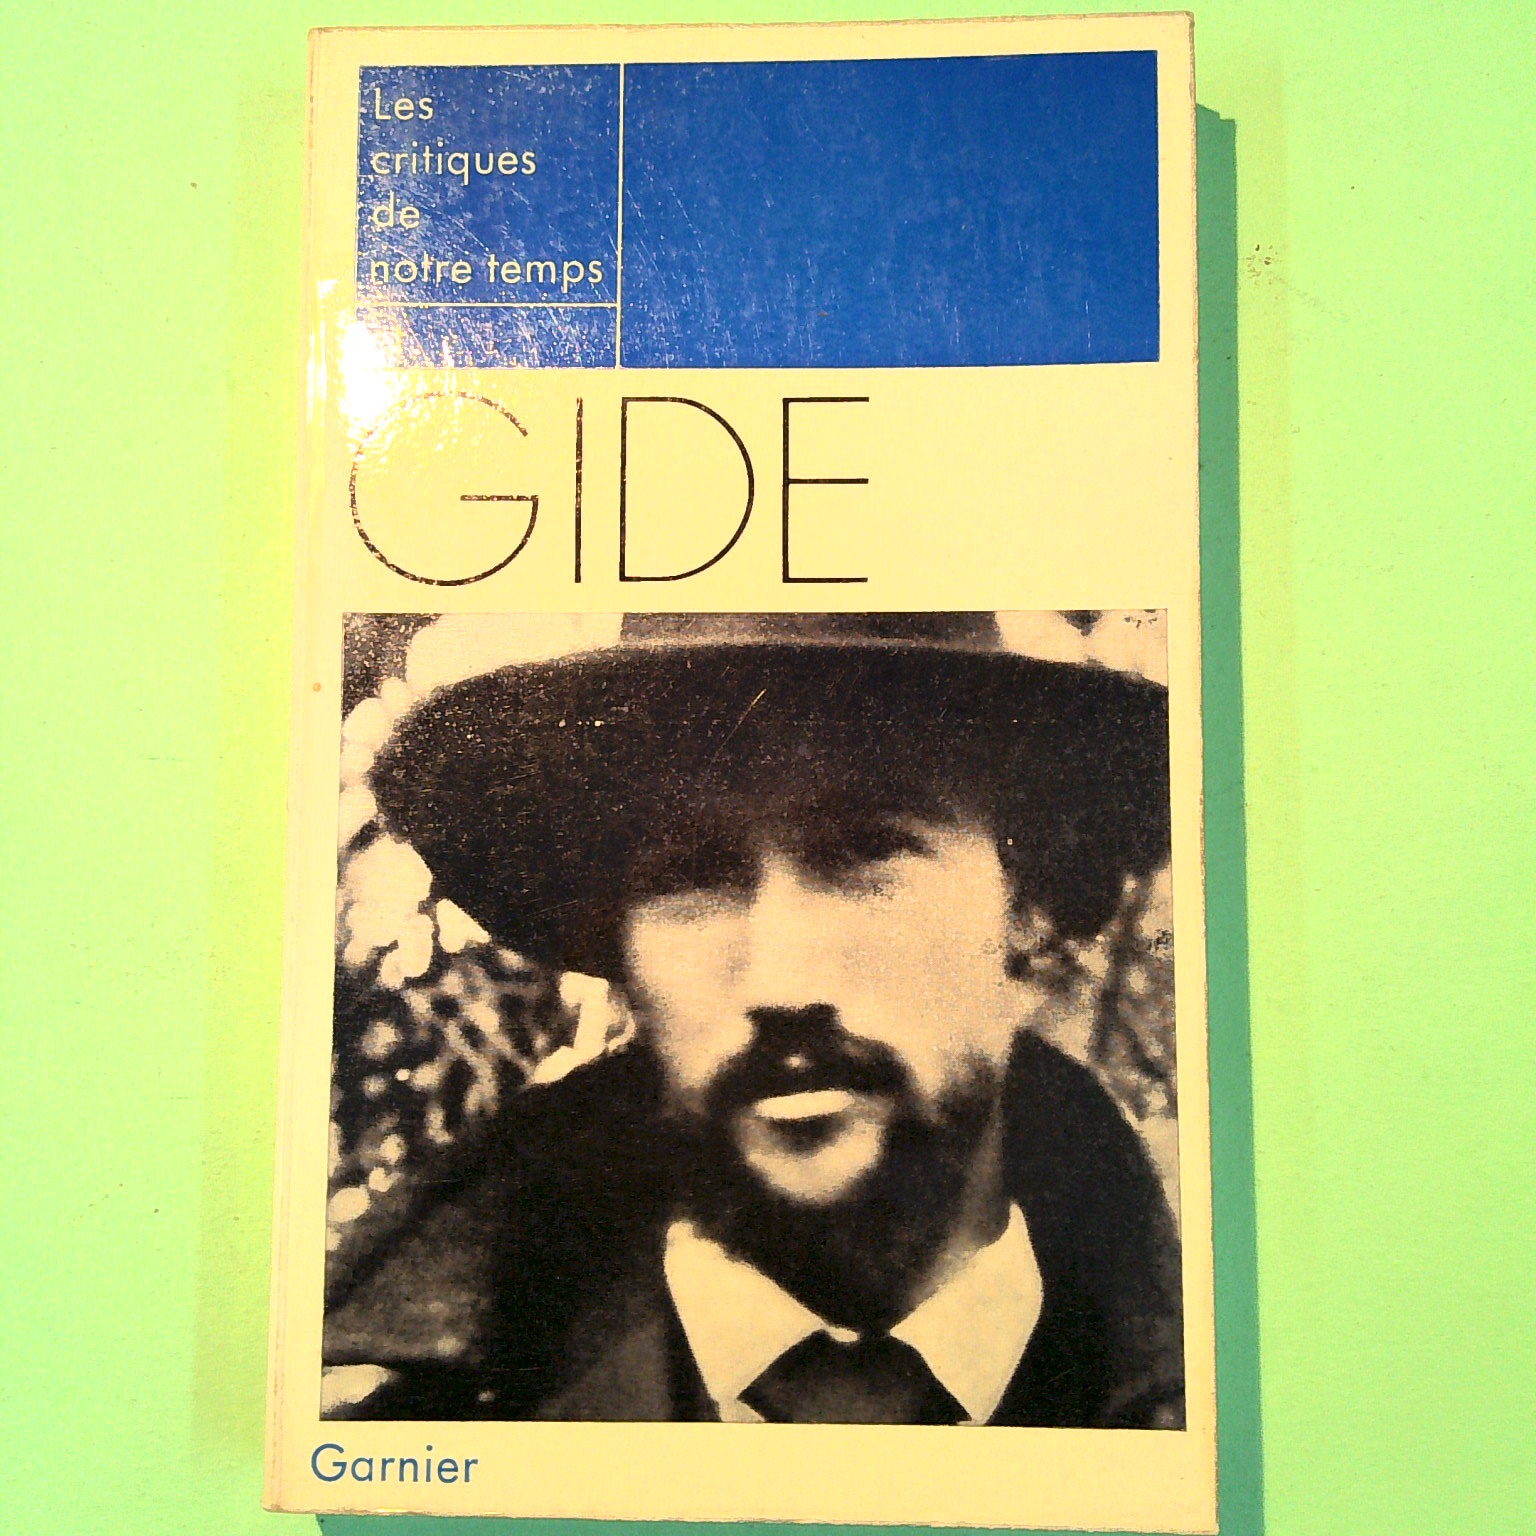 Les
critiques
de
notre temps
GIDE
Garnier